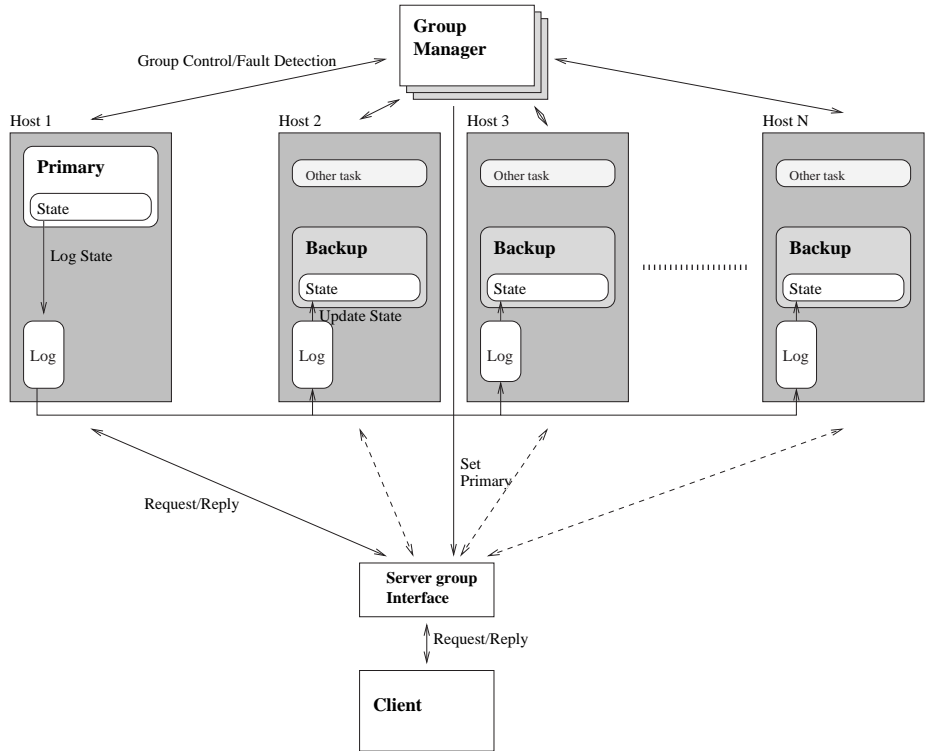 Group
Manager
Group Control/Fault Detection
Host 1
Host 2
Host 3
Host N
Primary
State
Log State
Log
Other task
Backup
State
Update State
Log
Other task
Backup
State
Log
Other task
Backup
State
Log
Set
Primary
Request/Reply
Server group
Interface
Request/Reply
Client